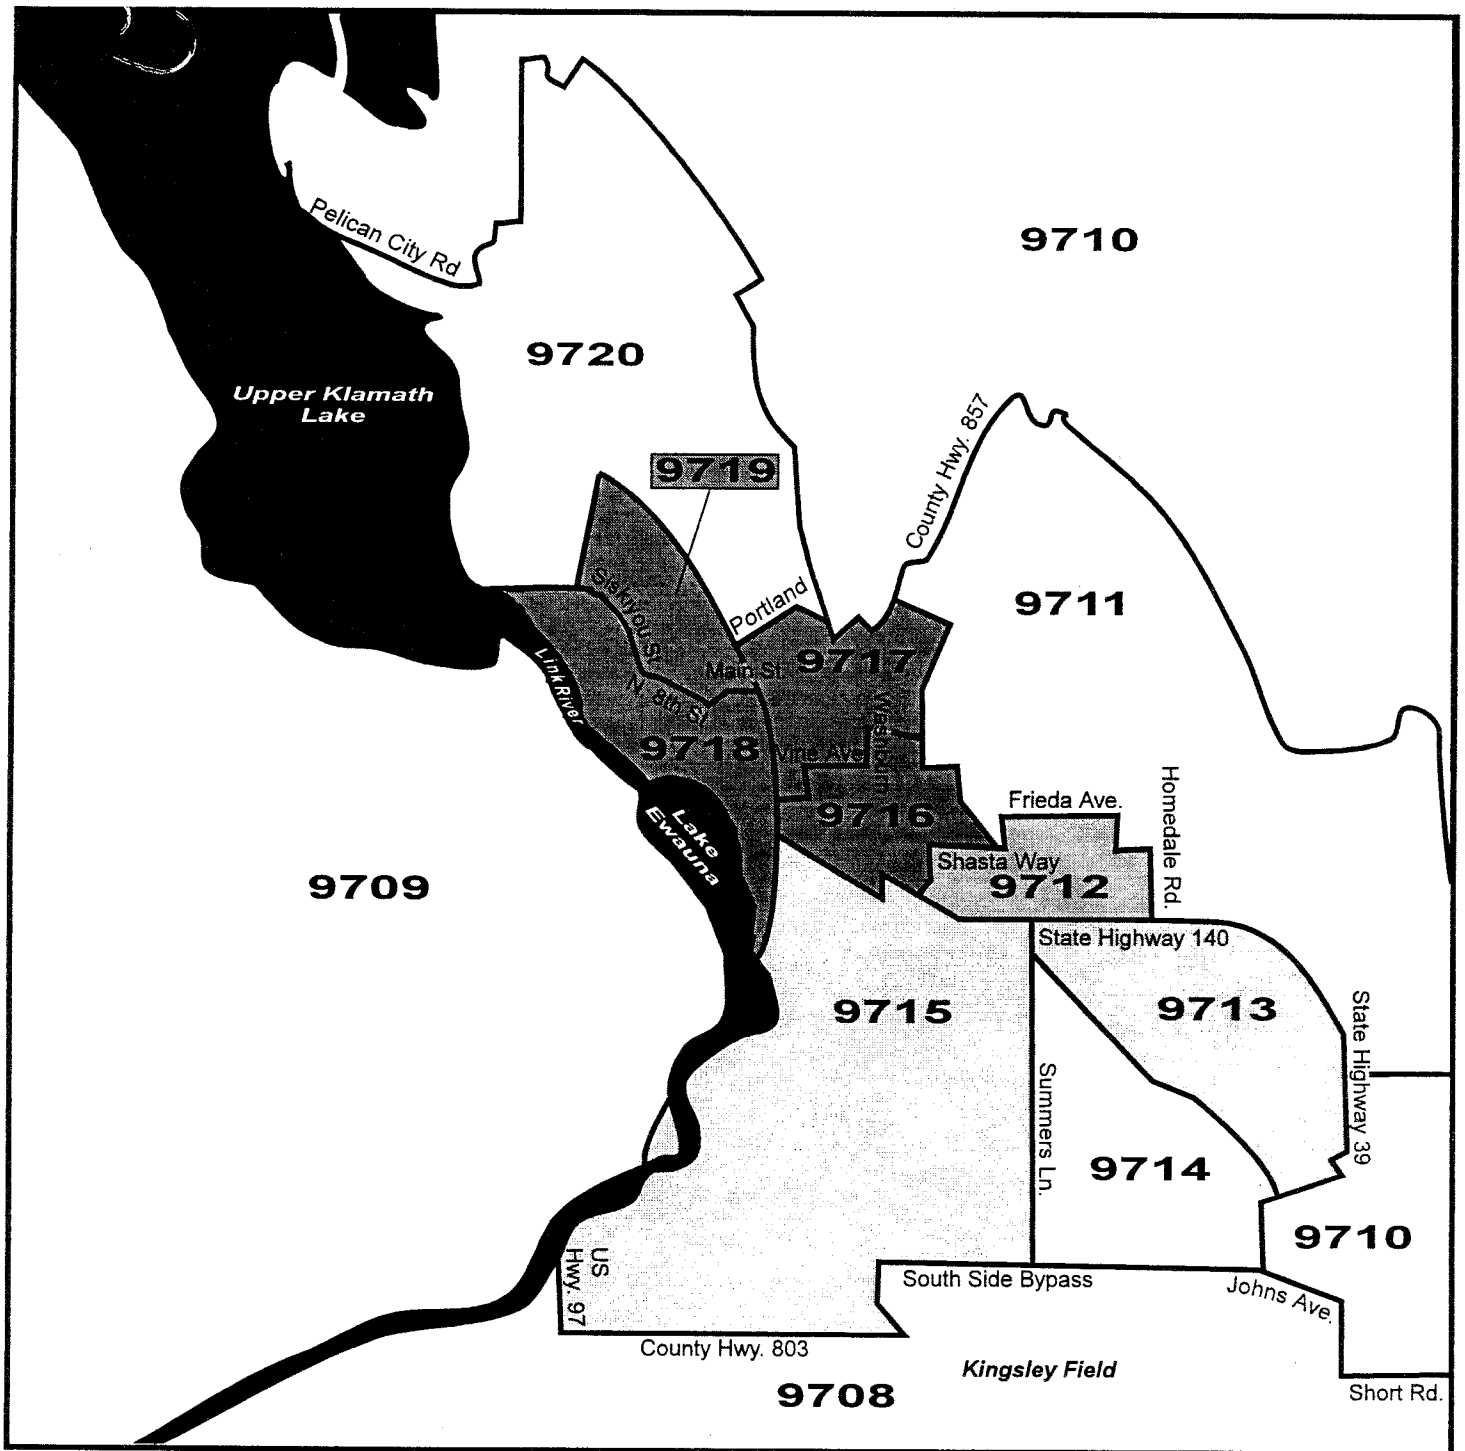 Pelican City Rd
9710
9720
Upper Klamath
Lake
County Hwy. 857
9719
Siskiyou St.
Portland
9711
Link River
Main St.
9717
N. 8th St.
Washburn
9718
Vine Ave.
Homedale Rd.
Frieda Ave.
9716
Lake
Ewauna
Shasta Way
9712
9709
State Highway 140
9715
9713
State Highway 39
Summers Ln.
9714
9710
US
Hwy. 97
South Side Bypass
Johns Ave.
County Hwy. 803
Kingsley Field
9708
Short Rd.